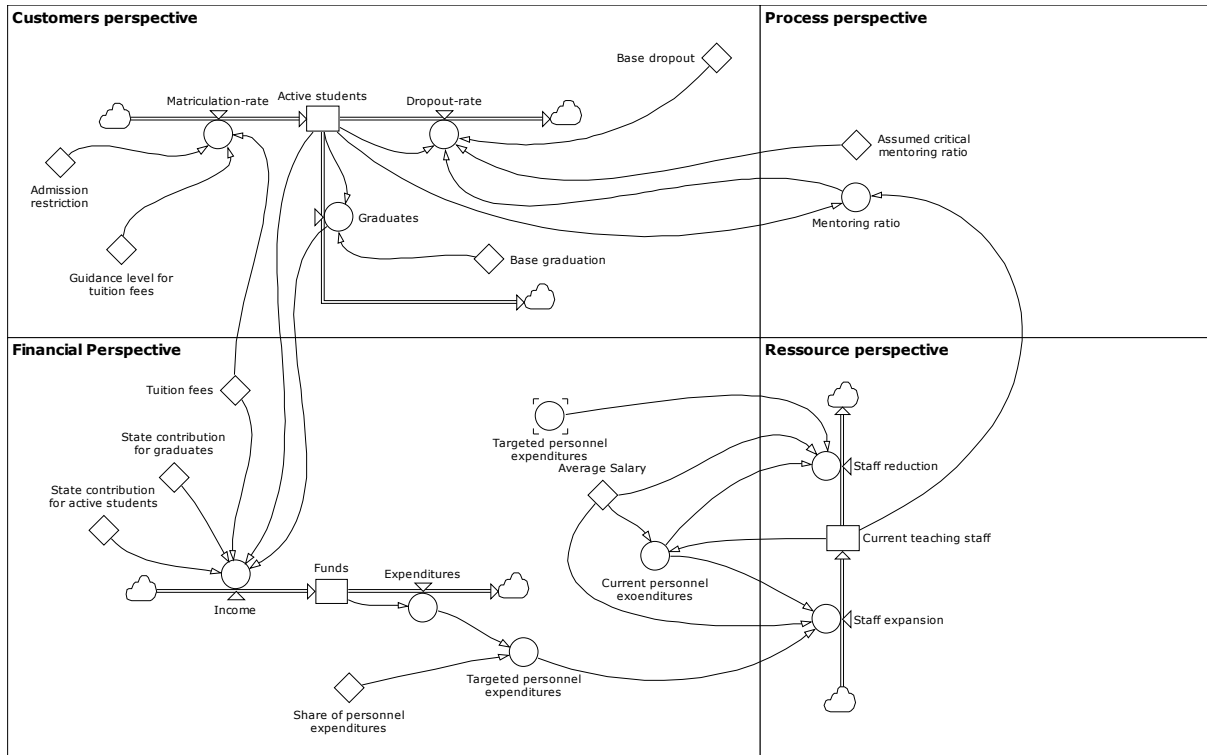 Customers perspective
Process perspective
Base dropout
Matriculation-rate
Active students
Dropout-rate
Assumed critical
mentoring ratio
Admission
restriction
Graduates
Mentoring ratio
Base graduation
Guidance level for
tuition fees
Financial Perspective
Ressource perspective
Tuition fees
Targeted personnel
expenditures
State contribution
for graduates
Average Salary
Staff reduction
State contribution
for active students
Current teaching staff
Funds
Expenditures
Current personnel
exoenditures
Income
Staff expansion
Targeted personnel
expenditures
Share of personnel
expenditures